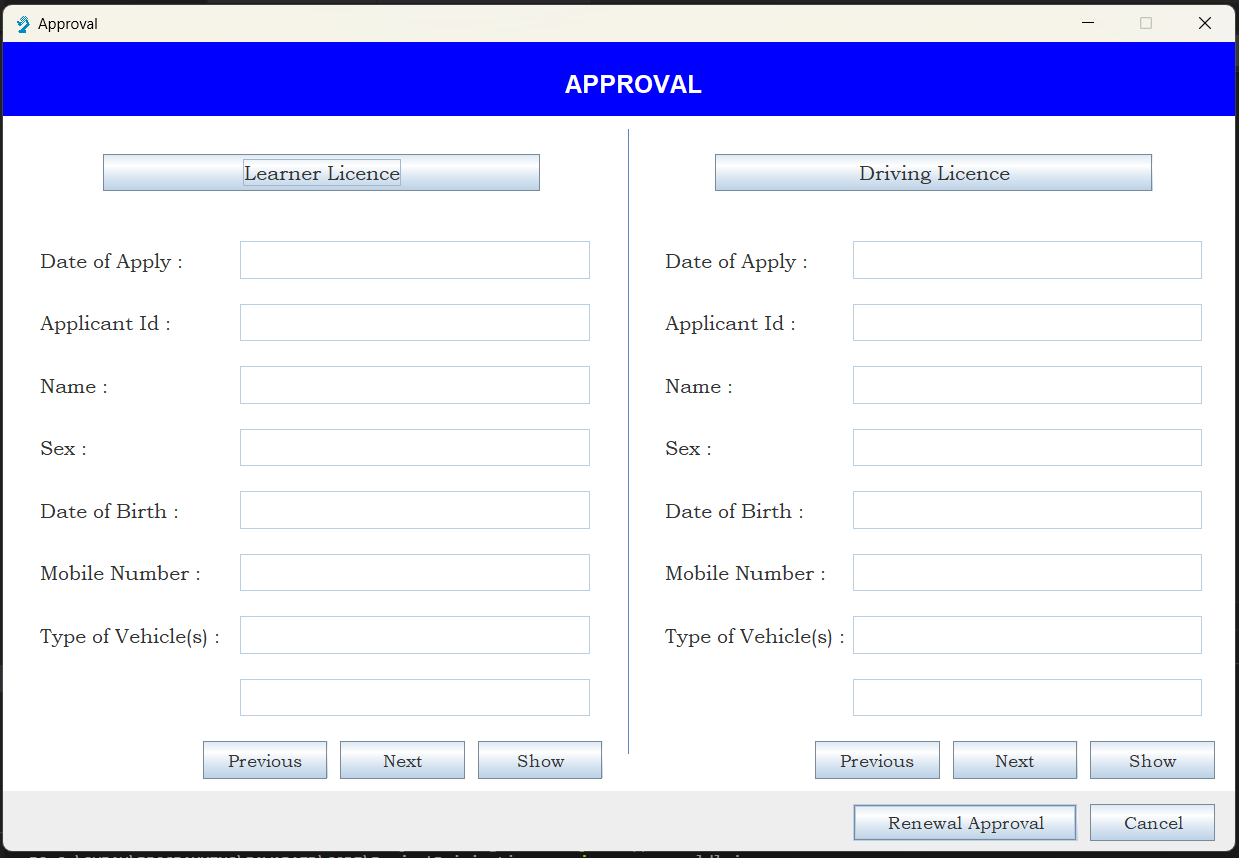 Approval
APPROVAL
Learner Licence
Date of Apply :
Applicant Id :
Name :
Sex :
Date of Birth :
Mobile Number :
Type of Vehicle(s) :
Previous Next Show
Driving Licence
Date of Apply :
Applicant Id :
Name :
Sex :
Date of Birth :
Mobile Number :
Type of Vehicle(s) :
Previous Next Show
Renewal Approval Cancel